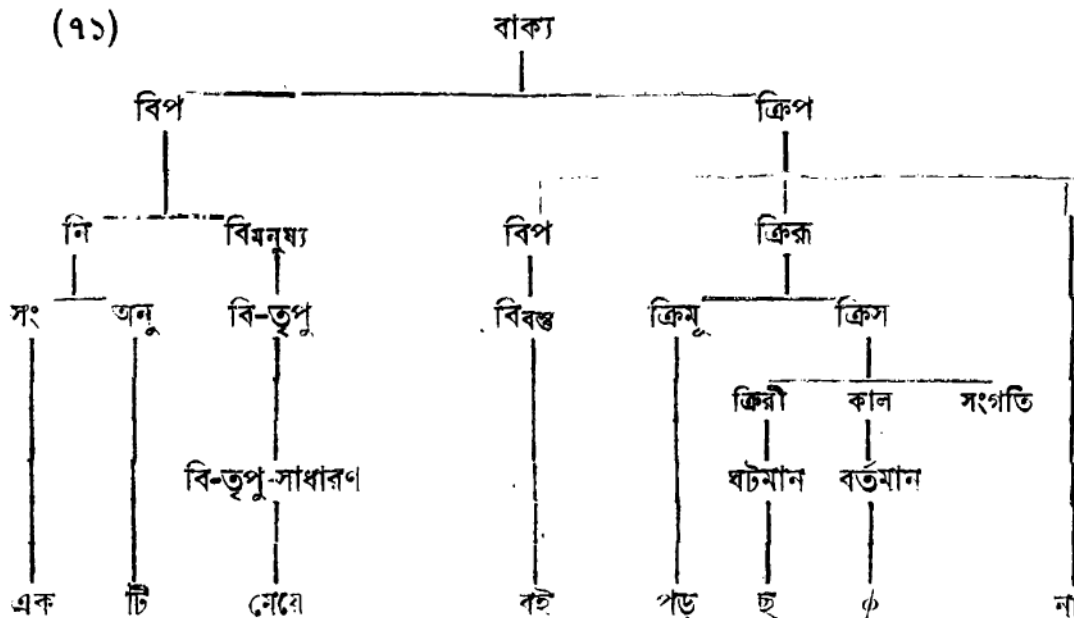 (৭১) বাক্য
বিপ ক্রিপ
নি বিমনুষ্য বিপ ক্রিরূ
সং অনু বি-তৃপু বিবস্তু ক্রিমূ ক্রিস
ক্রিরী কাল সংগতি
বি-তৃপু-সাধারণ ঘটমান বর্তমান
এক টি মেয়ে বই পড় ছ φ না